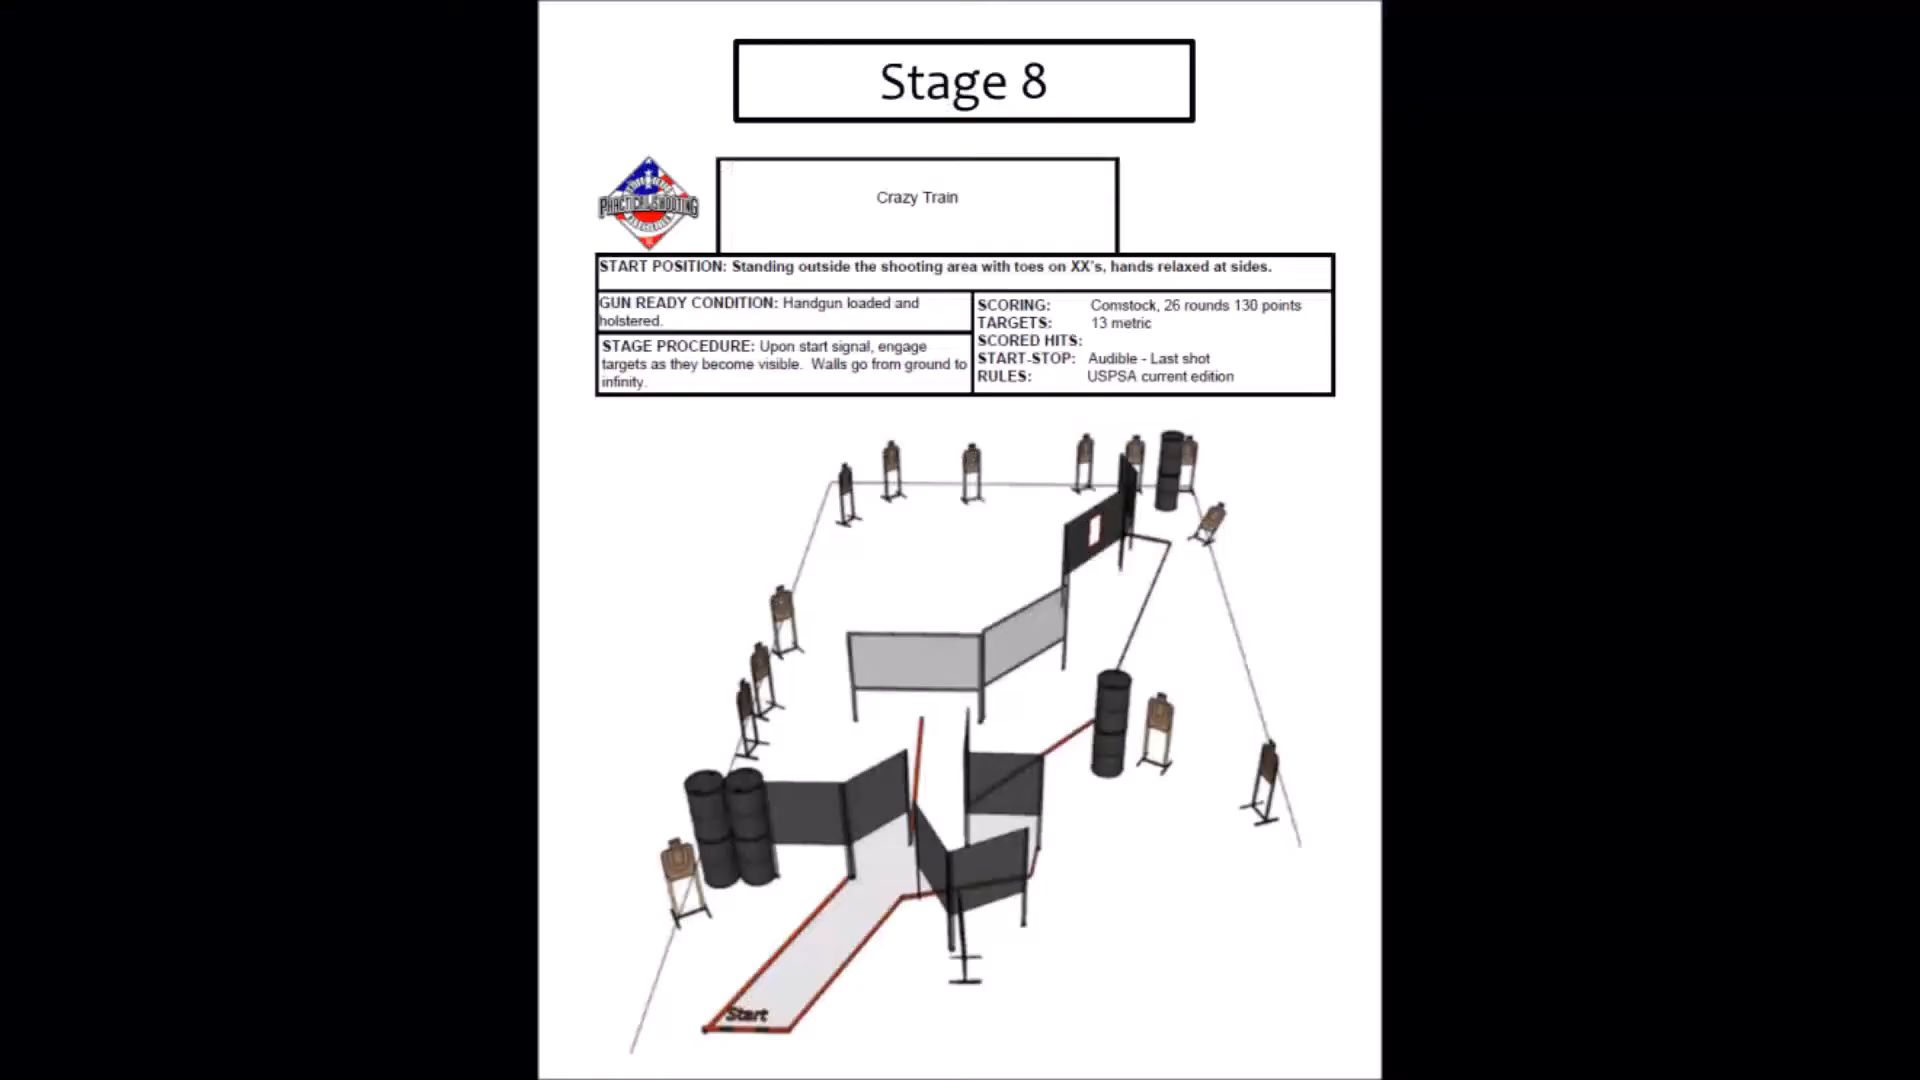 Stage 8
PRACTICAL SHOOTING
Crazy Train
START POSITION: Standing outside the shooting area with toes on XX's, hands relaxed at sides.
GUN READY CONDITION: Handgun loaded and
holstered.
STAGE PROCEDURE: Upon start signal, engage
targets as they become visible. Walls go from ground to
infinity.
SCORING: Comstock, 26 rounds 130 points
TARGETS: 13 metric
SCORED HITS:
START-STOP: Audible - Last shot
RULES: USPSA current edition
Start